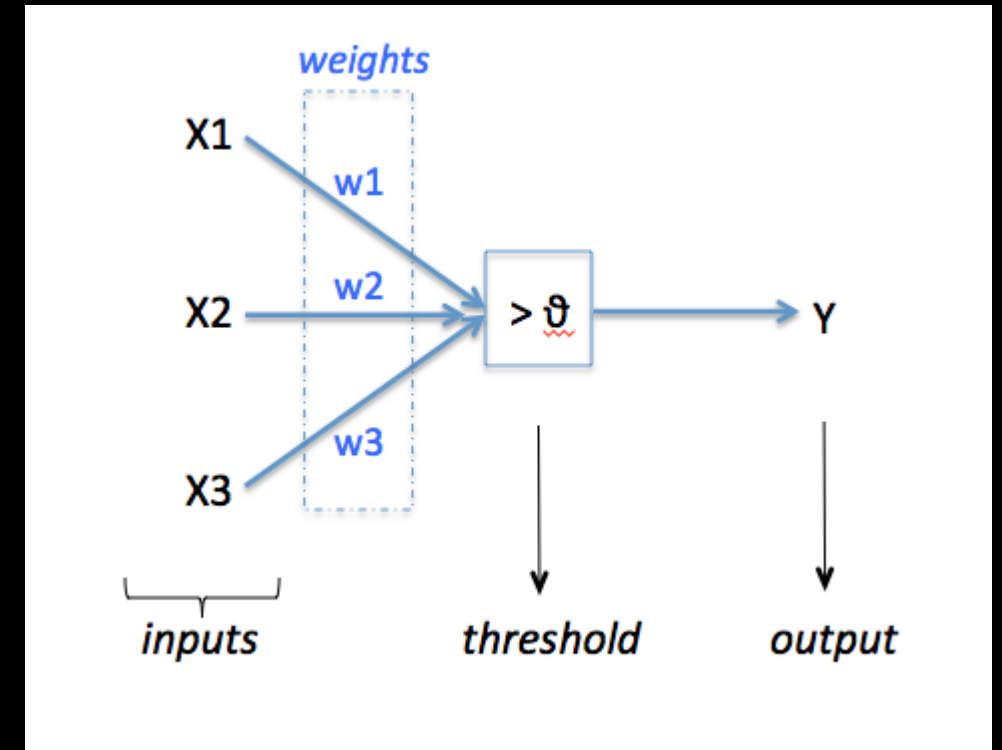 weights
X1
w1
w2
X2
> ϑ
Y
w3
X3
inputs
threshold
output